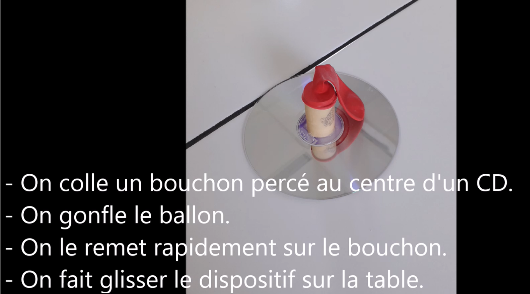 - On colle un bouchon percé au centre d'un CD.
- On gonfle le ballon.
- On le remet rapidement sur le bouchon.
- On fait glisser le dispositif sur la table.